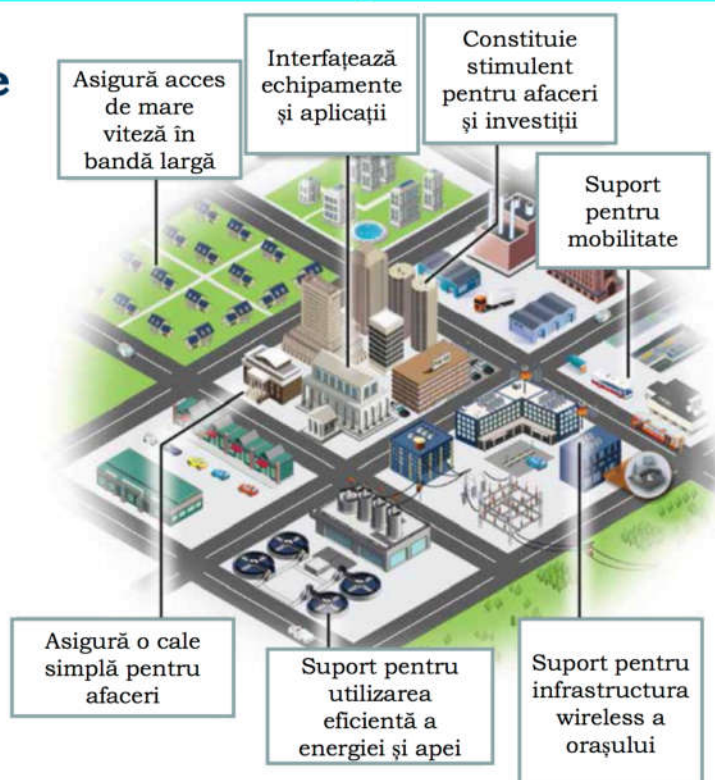 e
Asigură acces
de mare
viteză în
bandă largă
Interfațează
echipamente
și aplicații
Constituie
stimulent
pentru afaceri
și investiții
Suport
pentru
mobilitate
Asigură o cale
simplă pentru
afaceri
Suport pentru
utilizarea
eficientă a
energiei și apei
Suport pentru
infrastructura
wireless a
orașului